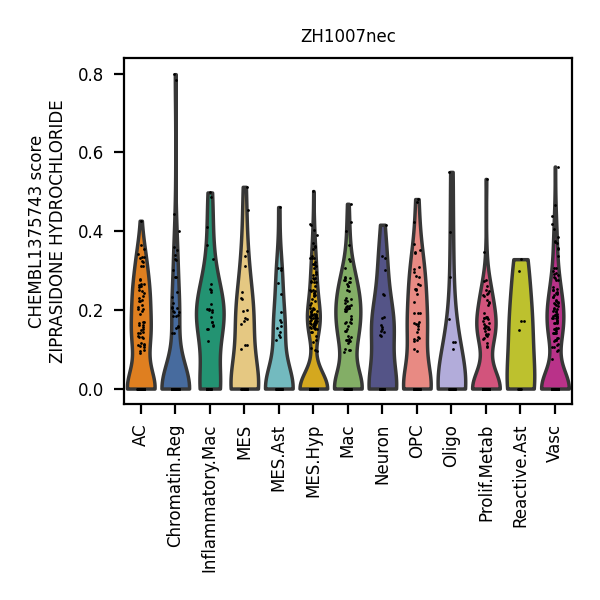 ZH1007nec
CHEMBL1375743 score
ZIPRASIDONE HYDROCHLORIDE
0.8
0.6
0.4
0.2
0.0
AC
Chromatin.Reg
Inflammatory.Mac
MES
MES.Ast
MES.Hyp
Mac
Neuron
OPC
Oligo
Prolif.Metab
Reactive.Ast
Vasc